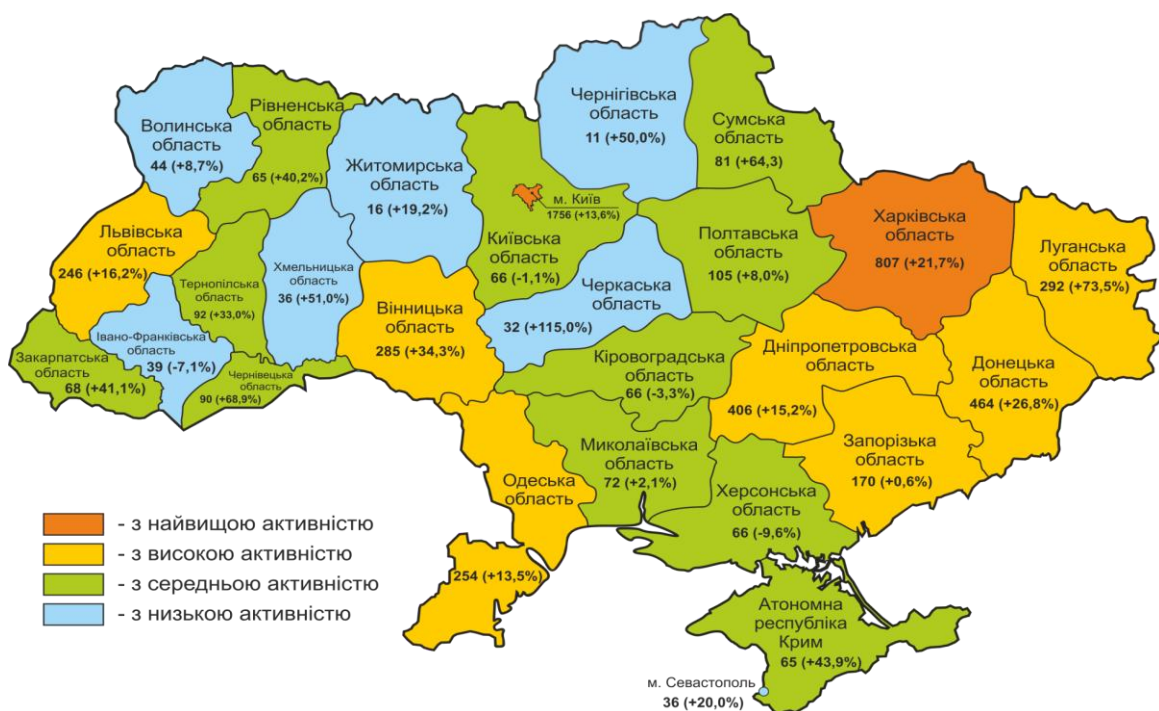 Чернігівська
область
11 (+50,0%)
Сумська
область
81 (+64,3)
Рівненська
область
65 (+40,2%)
Волинська
область
44 (+8,7%)
Житомирська
область
16 (+19,2%)
м. Київ
1756 (+13,6%)
Київська
область
66 (-1,1%)
Полтавська
область
105 (+8,0%)
Харківська
область
807 (+21,7%)
Луганська
область
292 (+73,5%)
Львівська
область
246 (+16,2%)
Тернопілська
область
92 (+33,0%)
Хмельницька
область
36 (+51,0%)
Вінницька
область
285 (+34,3%)
Черкаська
область
32 (+115,0%)
Івано-Франківська
область
39 (-7,1%)
Закарпатська
область
68 (+41,1%)
Чернівецька
область
90 (+68,9%)
Кіровоградська
область
66 (-3,3%)
Дніпропетровська
область
406 (+15,2%)
Донецька
область
464 (+26,8%)
Запорізька
область
170 (+0,6%)
Миколаївська
область
72 (+2,1%)
Одеська
область
254 (+13,5%)
Херсонська
область
66 (-9,6%)
Атономна
республіка
Крим
65 (+43,9%)
м. Севастополь
36 (+20,0%)
- з найвищою активністю
- з високою активністю
- з середньою активністю
- з низькою активністю